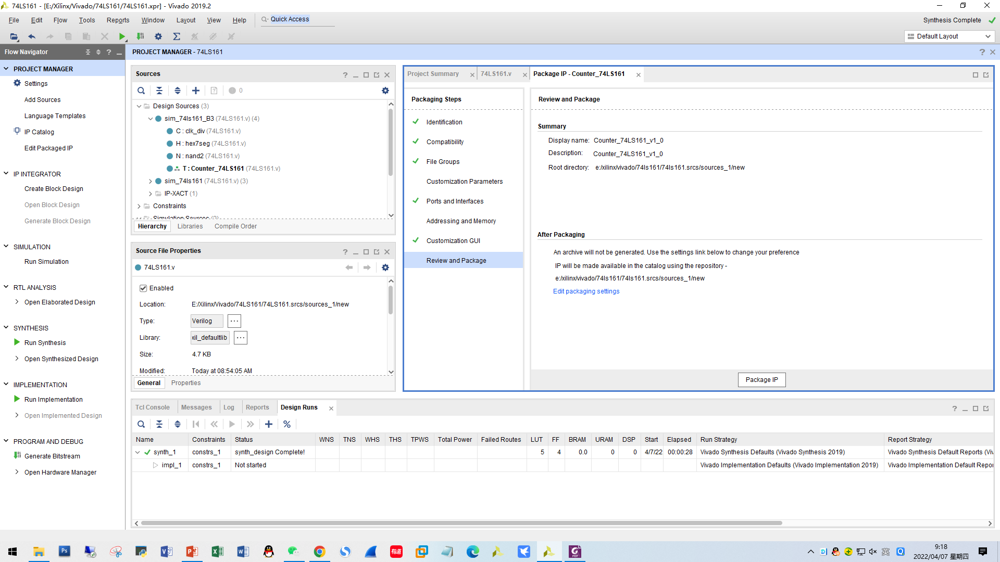 74LS161 - [E:/Xilinx/Vivado/74LS161/74LS161.xpr] - Vivado 2019.2
File Edit Flow Tools Reports Window Layout View Help Quick Access
Synthesis Complete
Default Layout
Flow Navigator
PROJECT MANAGER
Settings
Add Sources
Language Templates
IP Catalog
Edit Packaged IP
IP INTEGRATOR
Create Block Design
Open Block Design
Generate Block Design
SIMULATION
Run Simulation
RTL ANALYSIS
Open Elaborated Design
SYNTHESIS
Run Synthesis
Open Synthesized Design
IMPLEMENTATION
Run Implementation
Open Implemented Design
PROGRAM AND DEBUG
Generate Bitstream
Open Hardware Manager
PROJECT MANAGER - 74LS161
Sources
0
Design Sources (3)
sim_74ls161_B3 (74LS161.v) (4)
C : clk_div (74LS161.v)
H : hex7seg (74LS161.v)
N : nand2 (74LS161.v)
T : Counter_74LS161 (74LS161.v)
sim_74ls161 (74LS161.v) (3)
IP-XACT (1)
Constraints
Simulation Sources (2)
Hierarchy Libraries Compile Order
Source File Properties
74LS161.v
Enabled
Location: E:/Xilinx/Vivado/74LS161/74LS161.srcs/sources_1/new
Type: Verilog ...
Library: xil_defaultlib ...
Size: 4.7 KB
Modified: Today at 08:54:05 AM
General Properties
Project Summary 74LS161.v Package IP - Counter_74LS161
Packaging Steps
Identification
Compatibility
File Groups
Customization Parameters
Ports and Interfaces
Addressing and Memory
Customization GUI
Review and Package
Review and Package
Summary
Display name: Counter_74LS161_v1_0
Description: Counter_74LS161_v1_0
Root directory: e:/xilinx/vivado/74ls161/74ls161.srcs/sources_1/new
After Packaging
An archive will not be generated. Use the settings link below to change your preference
IP will be made available in the catalog using the repository -
e:/xilinx/vivado/74ls161/74ls161.srcs/sources_1/new
Edit packaging settings
Package IP
Tcl Console Messages Log Reports Design Runs
Name Constraints Status WNS TNS WHS THS TPWS Total Power Failed Routes LUT FF BRAM URAM DSP Start Elapsed Run Strategy Report Strategy
synth_1 constrs_1 synth_design Complete! 5 4 0.0 0 0 4/7/22 00:00:28 Vivado Synthesis Defaults (Vivado Synthesis 2019) Vivado Synthesis Default Reports (Viv
impl_1 constrs_1 Not started Vivado Implementation Defaults (Vivado Implementation 2019) Vivado Implementation Default Repor
Ps
有道
PDF
英
9:18
2022/04/07 星期四